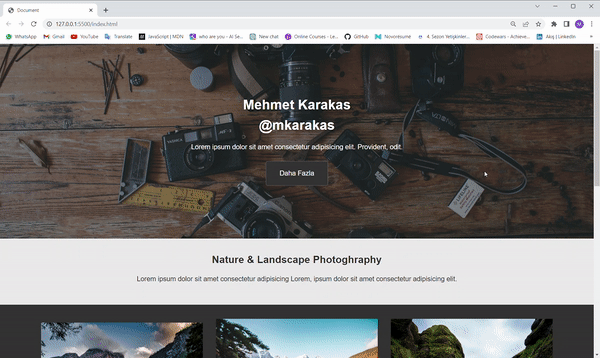 Document
127.0.0.1:5500/index.html
WhatsApp
Gmail
YouTube
Translate
JavaScript | MDN
who are you - AI Se...
New chat
Online Courses - Le...
GitHub
Novoresume
4. Sezon Yetişkinler...
Codewars - Achieve...
Akış | LinkedIn
Mehmet Karakas
@mkarakas
Lorem ipsum dolor sit amet consectetur adipisicing elit. Provident, odit.
Daha Fazla
Nature & Landscape Photoghraphy
Lorem ipsum dolor sit amet consectetur adipisicing Lorem, ipsum dolor sit amet consectetur elit.